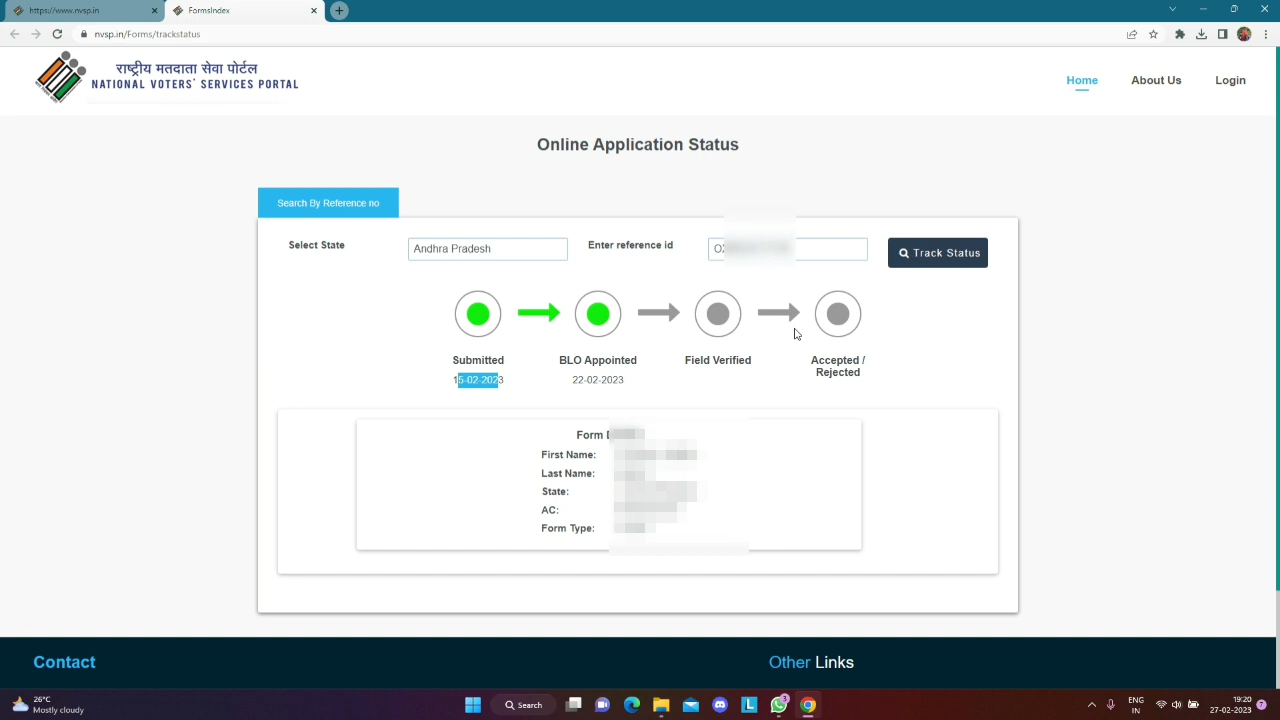 https://www.nvsp.in
FormsIndex
nvsp.in/Forms/trackstatus
राष्ट्रीय मतदाता सेवा पोर्टल
NATIONAL VOTERS' SERVICES PORTAL
Home
About Us
Login
Online Application Status
Search By Reference no
Select State
Andhra Pradesh
Enter reference id
Track Status
Submitted
BLO Appointed
Field Verified
Accepted /
Rejected
15-02-2023
22-02-2023
Form
First Name:
Last Name:
State:
AC:
Form Type:
Contact
Other Links
26°C
Mostly cloudy
Search
3
ENG
IN
19:20
27-02-2023
7